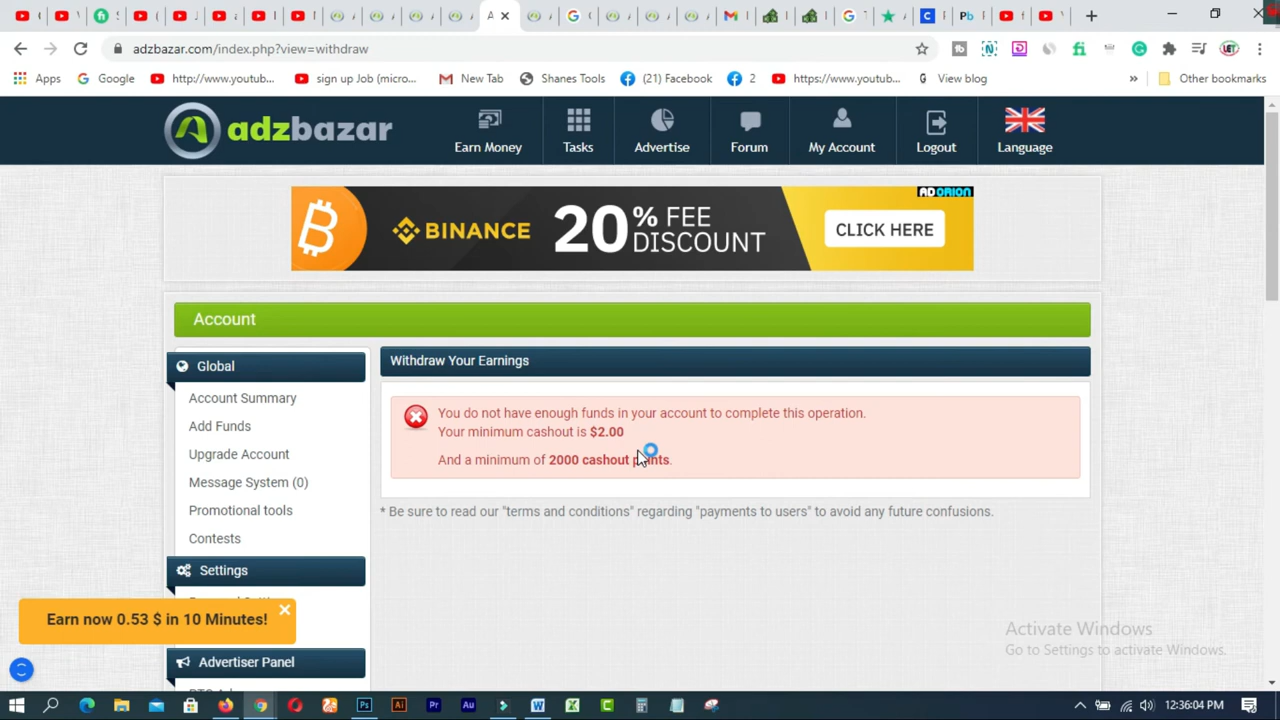 adzbazar.com/index.php?view=withdraw
Apps
Google
http://www.youtub...
sign up Job (micro...
New Tab
Shanes Tools
(21) Facebook
2
https://www.youtub...
View blog
»
Other bookmarks
adzbazar
Earn Money
Tasks
Advertise
Forum
My Account
Logout
Language
ADORION
BINANCE
20% FEE DISCOUNT
CLICK HERE
Account
Global
Account Summary
Add Funds
Upgrade Account
Message System (0)
Promotional tools
Contests
Settings
Withdraw Your Earnings
You do not have enough funds in your account to complete this operation.
Your minimum cashout is $2.00
And a minimum of 2000 cashout points.
* Be sure to read our "terms and conditions" regarding "payments to users" to avoid any future confusions.
Earn now 0.53 $ in 10 Minutes!
Advertiser Panel
Activate Windows
Go to Settings to activate Windows.
12:36:04 PM